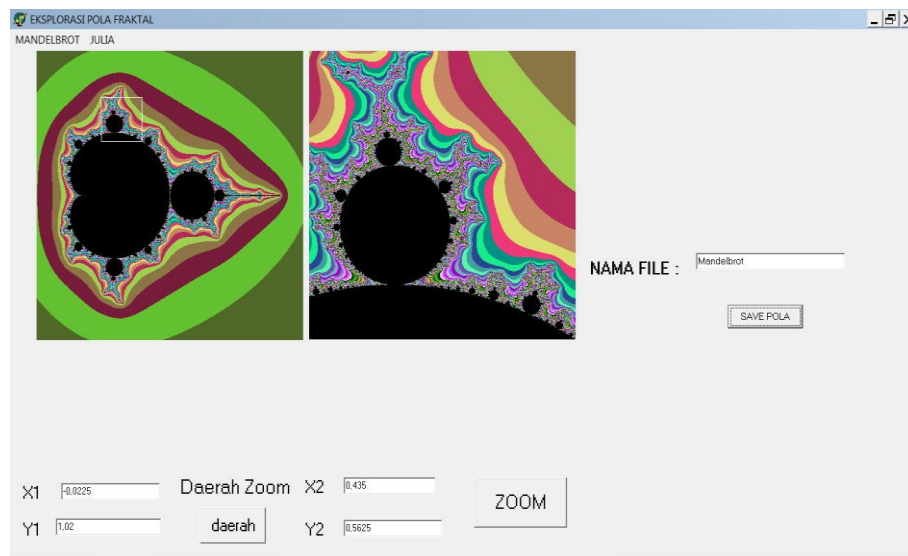 EKSPLORASI POLA FRAKTAL
MANDELBROT JULIA
NAMA FILE : Mandelbrot
SAVE POLA
X1 -0,0225 Daerah Zoom X2 0,435
ZOOM
Y1 1,02 daerah Y2 0,5625